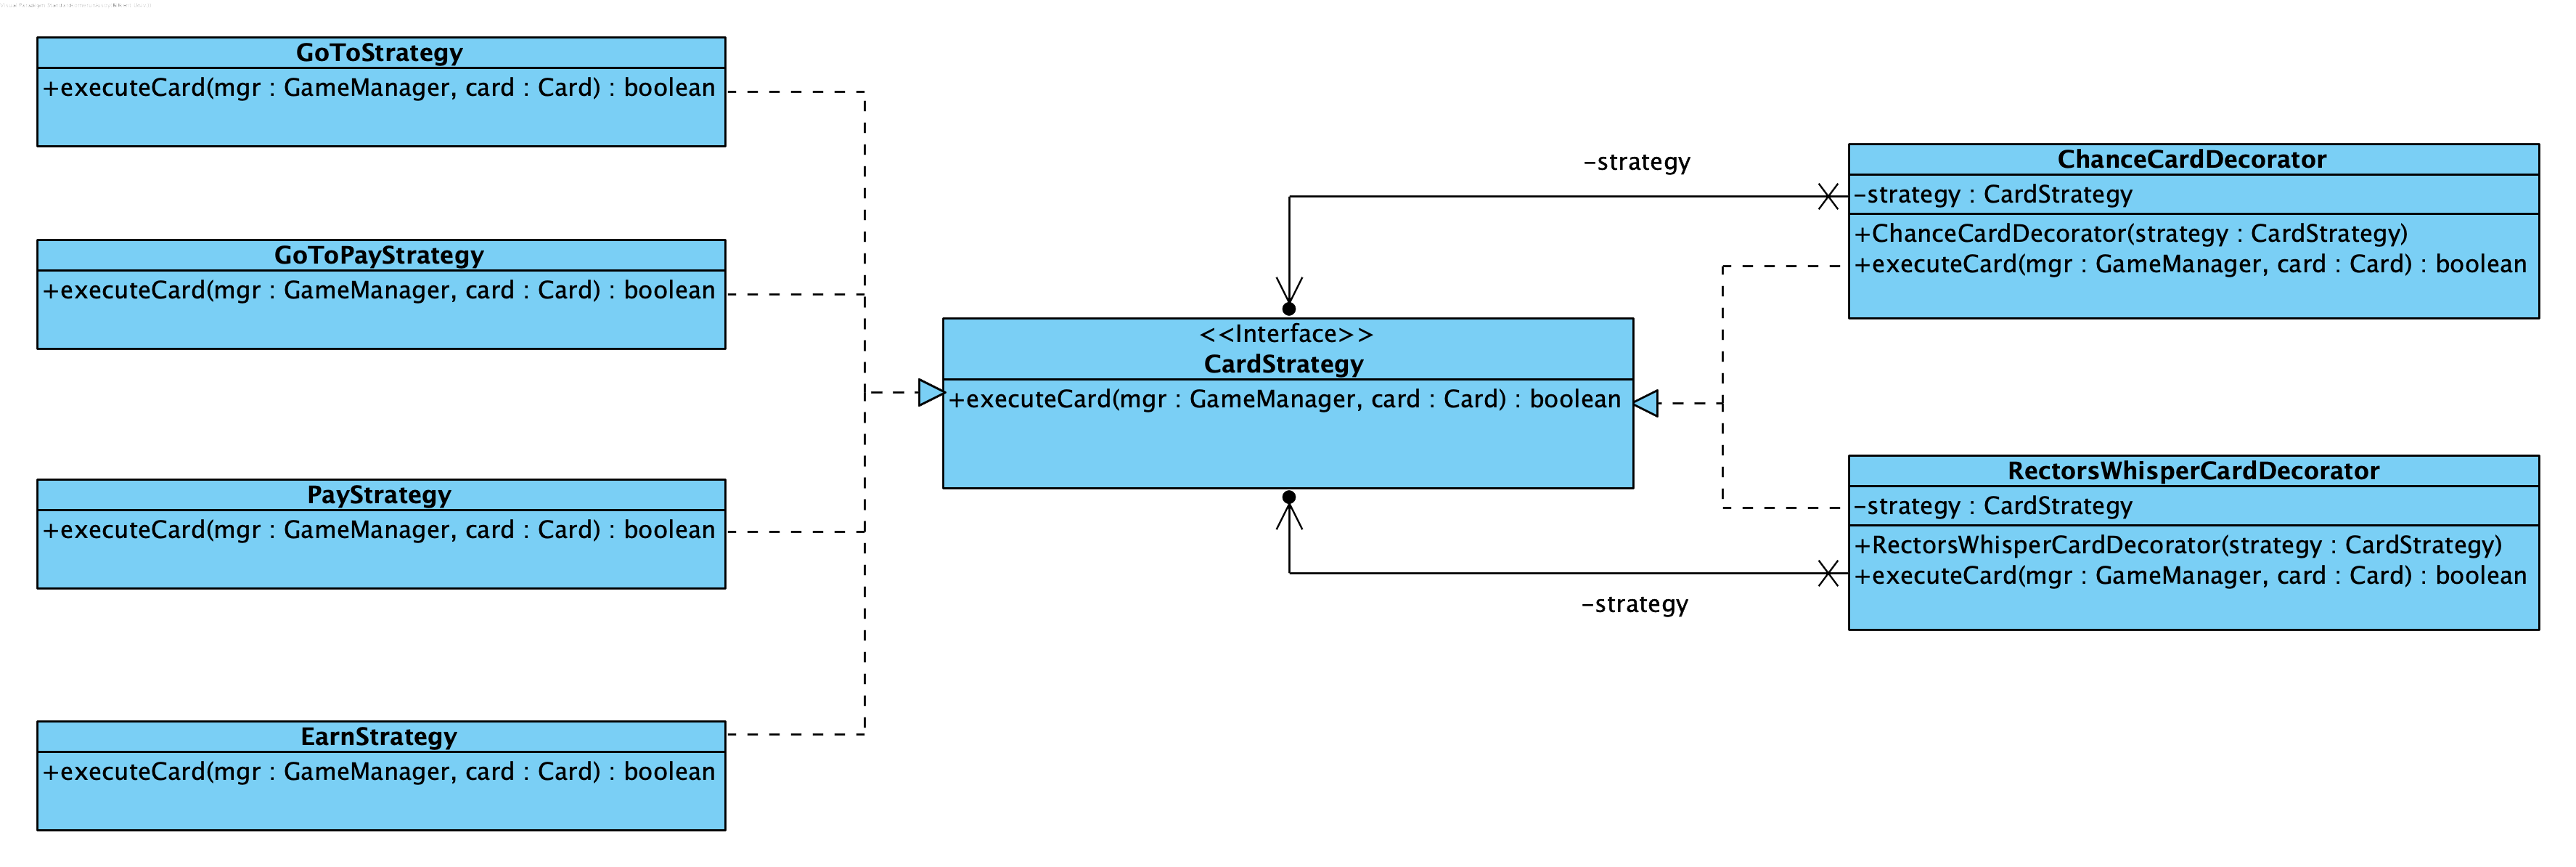 GoToStrategy
+executeCard(mgr : GameManager, card : Card) : boolean
GoToPayStrategy
+executeCard(mgr : GameManager, card : Card) : boolean
PayStrategy
+executeCard(mgr : GameManager, card : Card) : boolean
EarnStrategy
+executeCard(mgr : GameManager, card : Card) : boolean
<<Interface>>
CardStrategy
+executeCard(mgr : GameManager, card : Card) : boolean
-strategy
-strategy
ChanceCardDecorator
-strategy : CardStrategy
+ChanceCardDecorator(strategy : CardStrategy)
+executeCard(mgr : GameManager, card : Card) : boolean
RectorsWhisperCardDecorator
-strategy : CardStrategy
+RectorsWhisperCardDecorator(strategy : CardStrategy)
+executeCard(mgr : GameManager, card : Card) : boolean